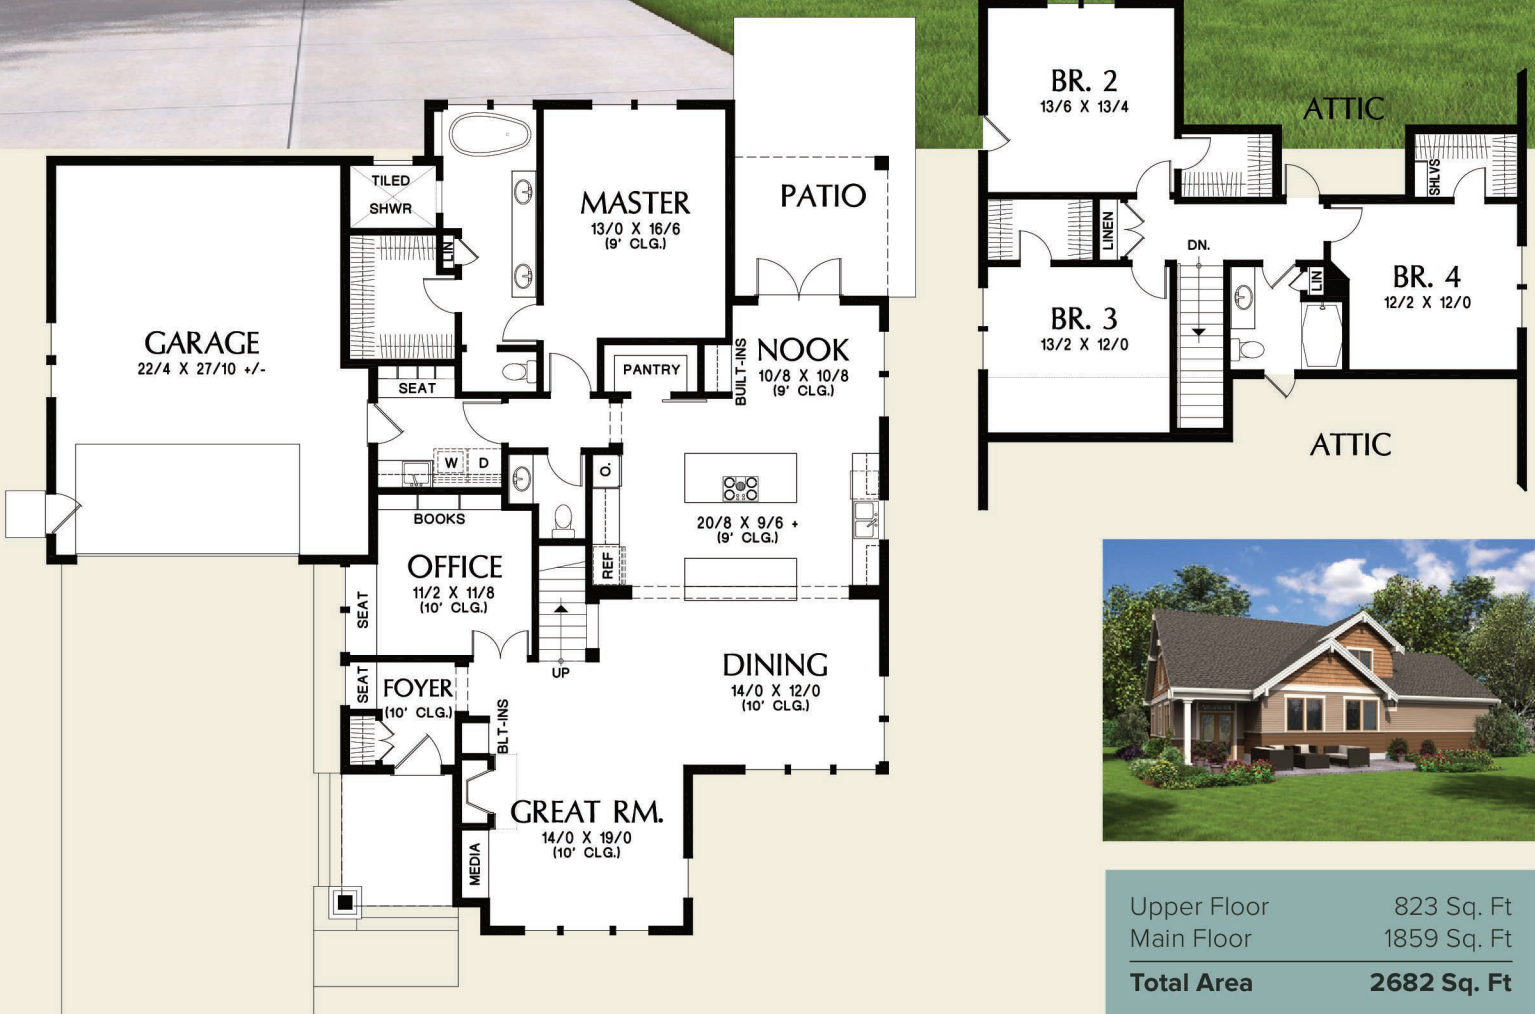 TILED
SHWR
LIN
MASTER
13/0 X 16/6
(9' CLG.)
PATIO
GARAGE
22/4 X 27/10 +/-
SEAT
PANTRY
BUILT-INS
NOOK
10/8 X 10/8
(9' CLG.)
W D
O.
BOOKS
20/8 X 9/6 +
(9' CLG.)
REF
OFFICE
11/2 X 11/8
(10' CLG.)
SEAT
UP
SEAT
FOYER
(10' CLG.)
BLT-INS
DINING
14/0 X 12/0
(10' CLG.)
GREAT RM.
14/0 X 19/0
(10' CLG.)
MEDIA
BR. 2
13/6 X 13/4
ATTIC
SHLVS
LINEN
DN.
LIN
BR. 4
12/2 X 12/0
BR. 3
13/2 X 12/0
ATTIC
Upper Floor 823 Sq. Ft
Main Floor 1859 Sq. Ft
Total Area 2682 Sq. Ft